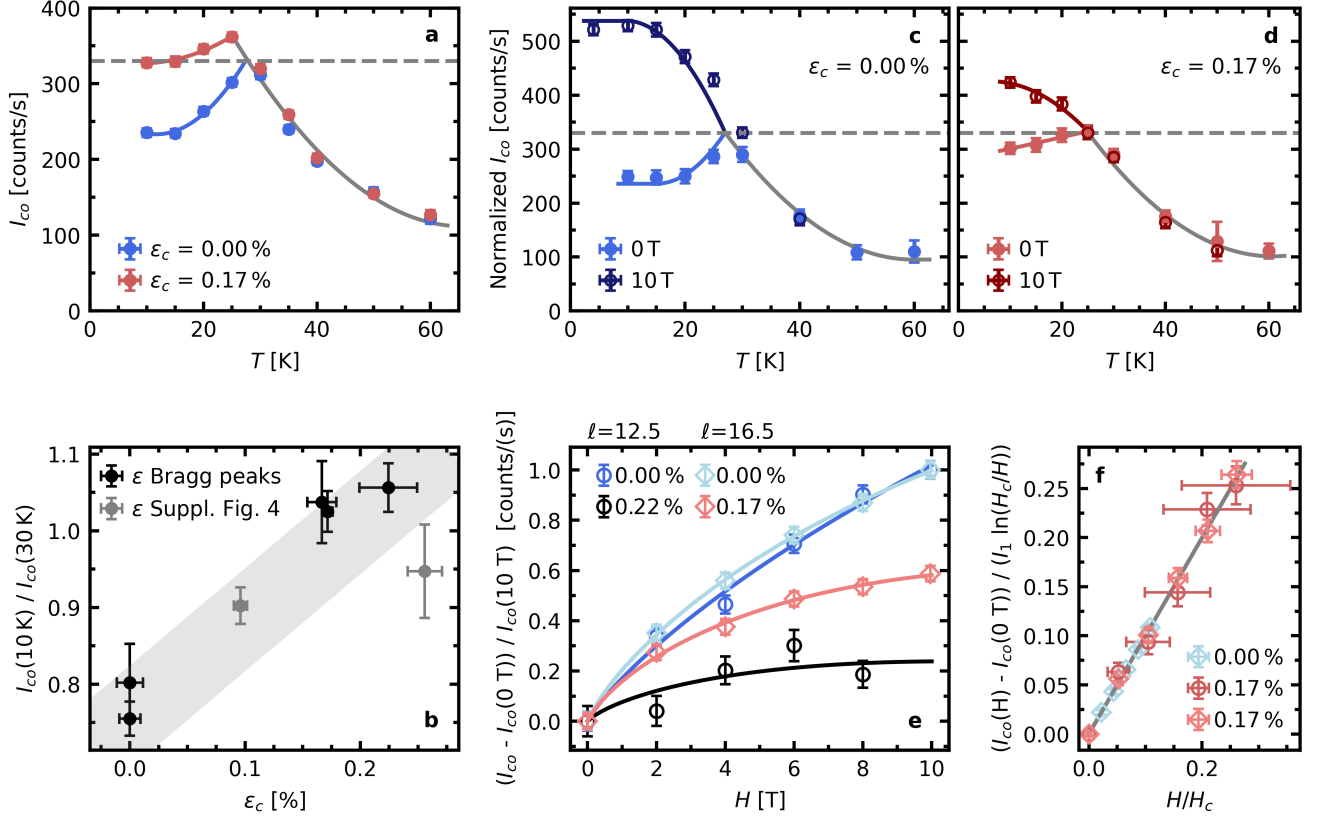 a
I_co [counts/s]
400
350
300
250
200
150
100
50
0
ε_c = 0.00 %
ε_c = 0.17 %
0 20 40 60
T [K]
c
Normalized I_co [counts/s]
500
400
300
200
100
0
ε_c = 0.00 %
0 T
10 T
0 10 20 30 40 50 60
T [K]
d
ε_c = 0.17 %
0 T
10 T
0 20 40 60
T [K]
I_co(10 K) / I_co(30 K)
1.1
1.0
0.9
0.8
ε Bragg peaks
ε Suppl. Fig. 4
b
0.0 0.1 0.2
ε_c [%]
(I_co - I_co(0 T)) / I_co(10 T) [counts/(s)]
ℓ=12.5 ℓ=16.5
0.00 % 0.00 %
0.22 % 0.17 %
1.0
0.8
0.6
0.4
0.2
0.0
e
0 2 4 6 8 10
H [T]
(I_co(H) - I_co(0 T)) / (I_1 ln(H_c/H))
f
0.25
0.20
0.15
0.10
0.05
0.00
0.00 %
0.17 %
0.17 %
0.0 0.2
H/H_c